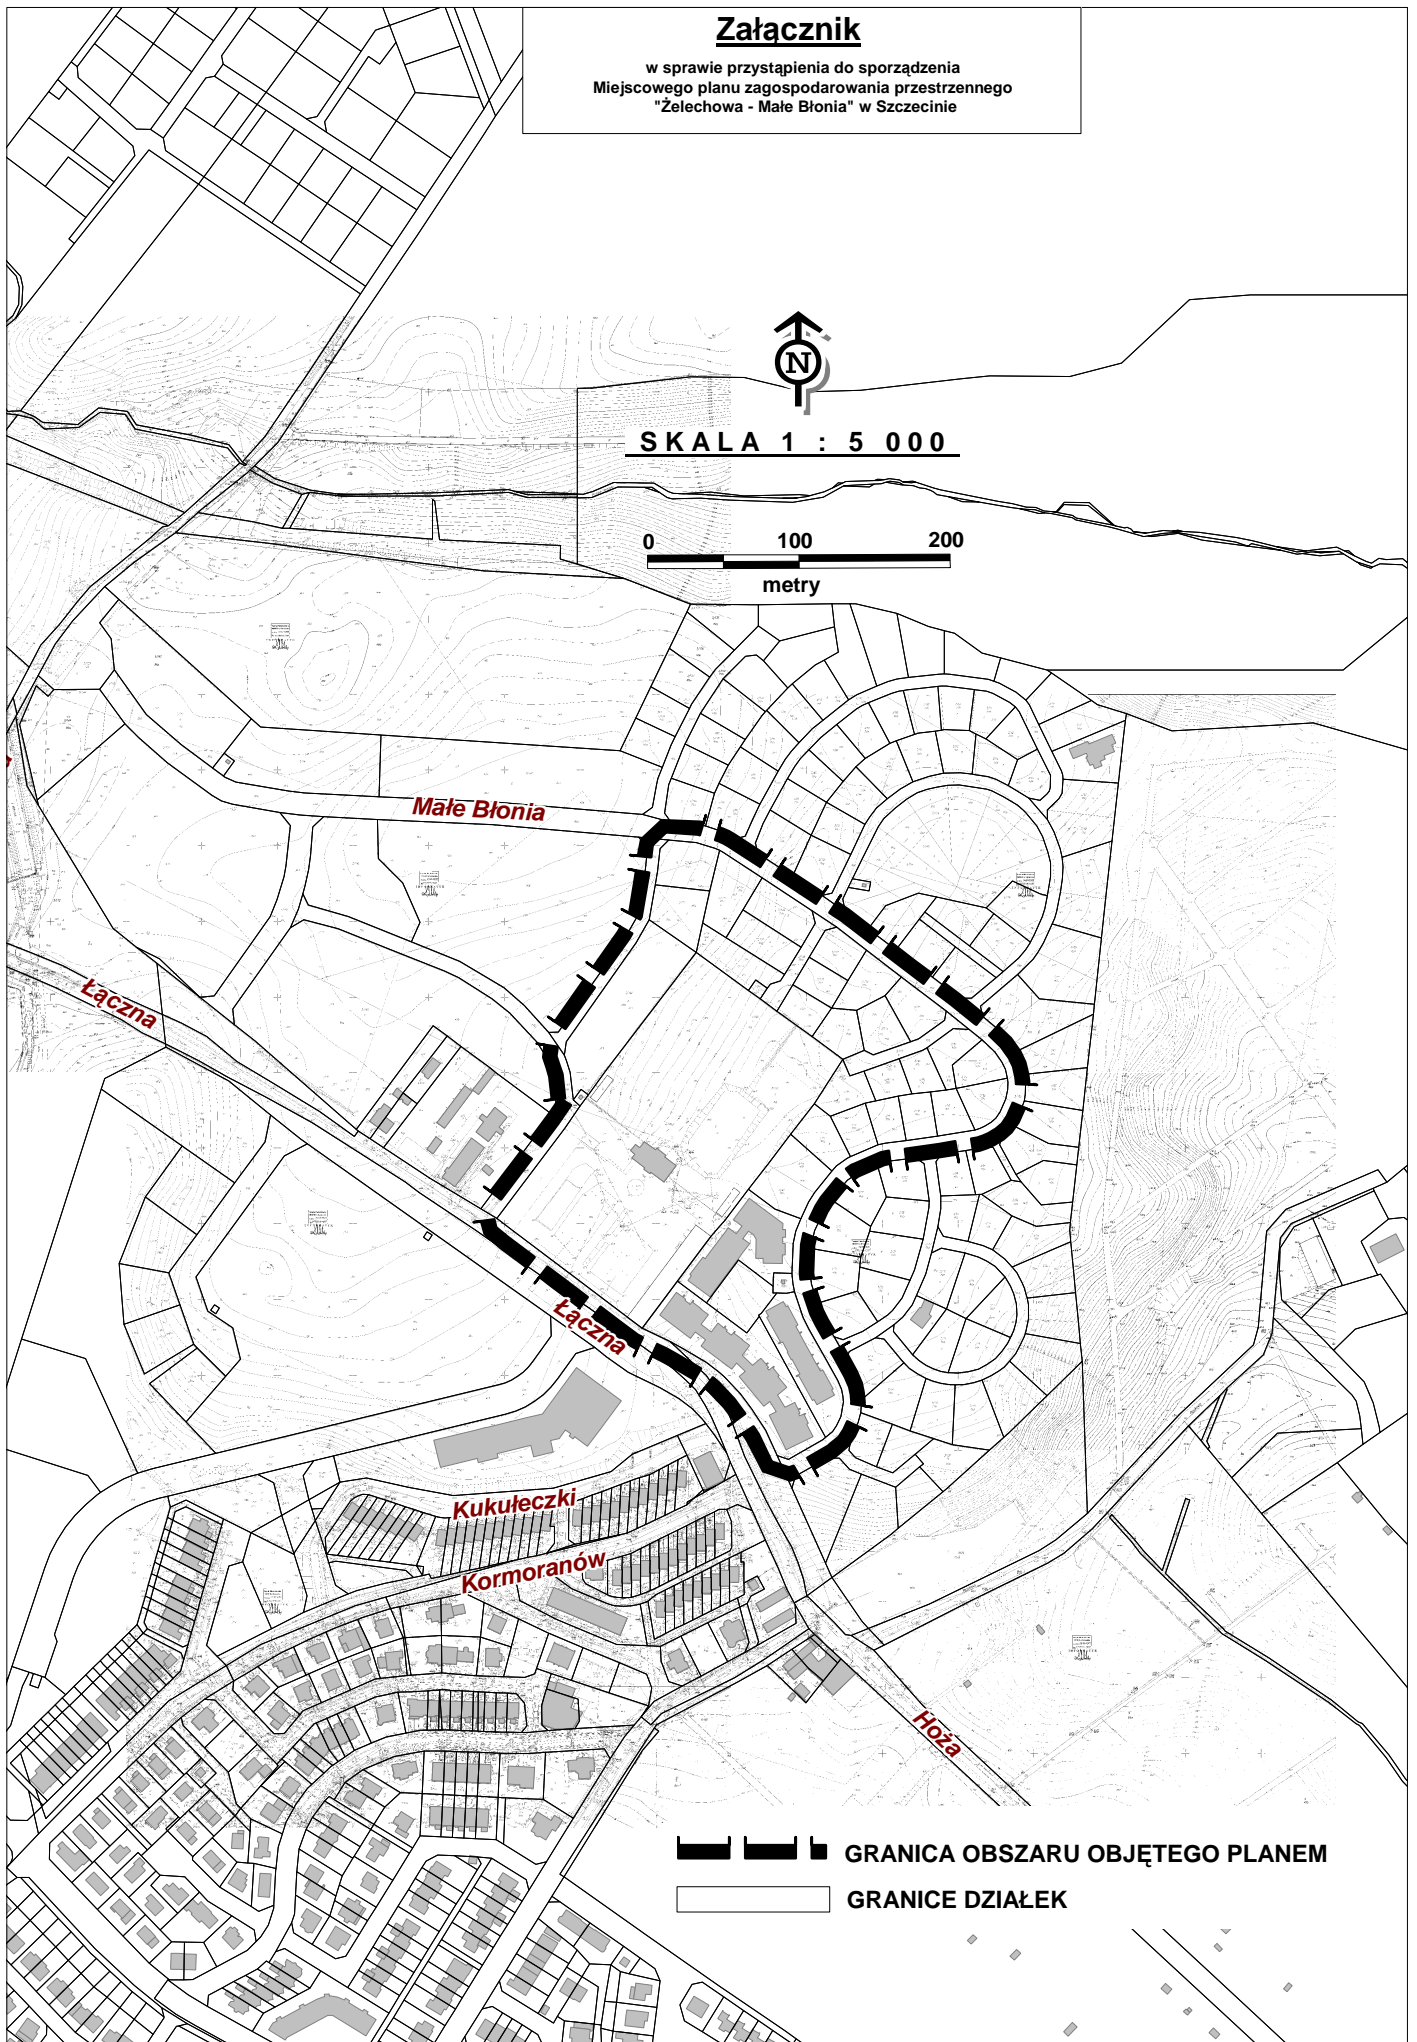 Załącznik
w sprawie przystąpienia do sporządzenia
Miejscowego planu zagospodarowania przestrzennego
"Żelechowa - Małe Błonia" w Szczecinie
N
SKALA 1 : 5 000
0 100 200
metry
Małe Błonia
Łączna
Łączna
Kukułeczki
Kormoranów
Hoża
GRANICA OBSZARU OBJĘTEGO PLANEM
GRANICE DZIAŁEK